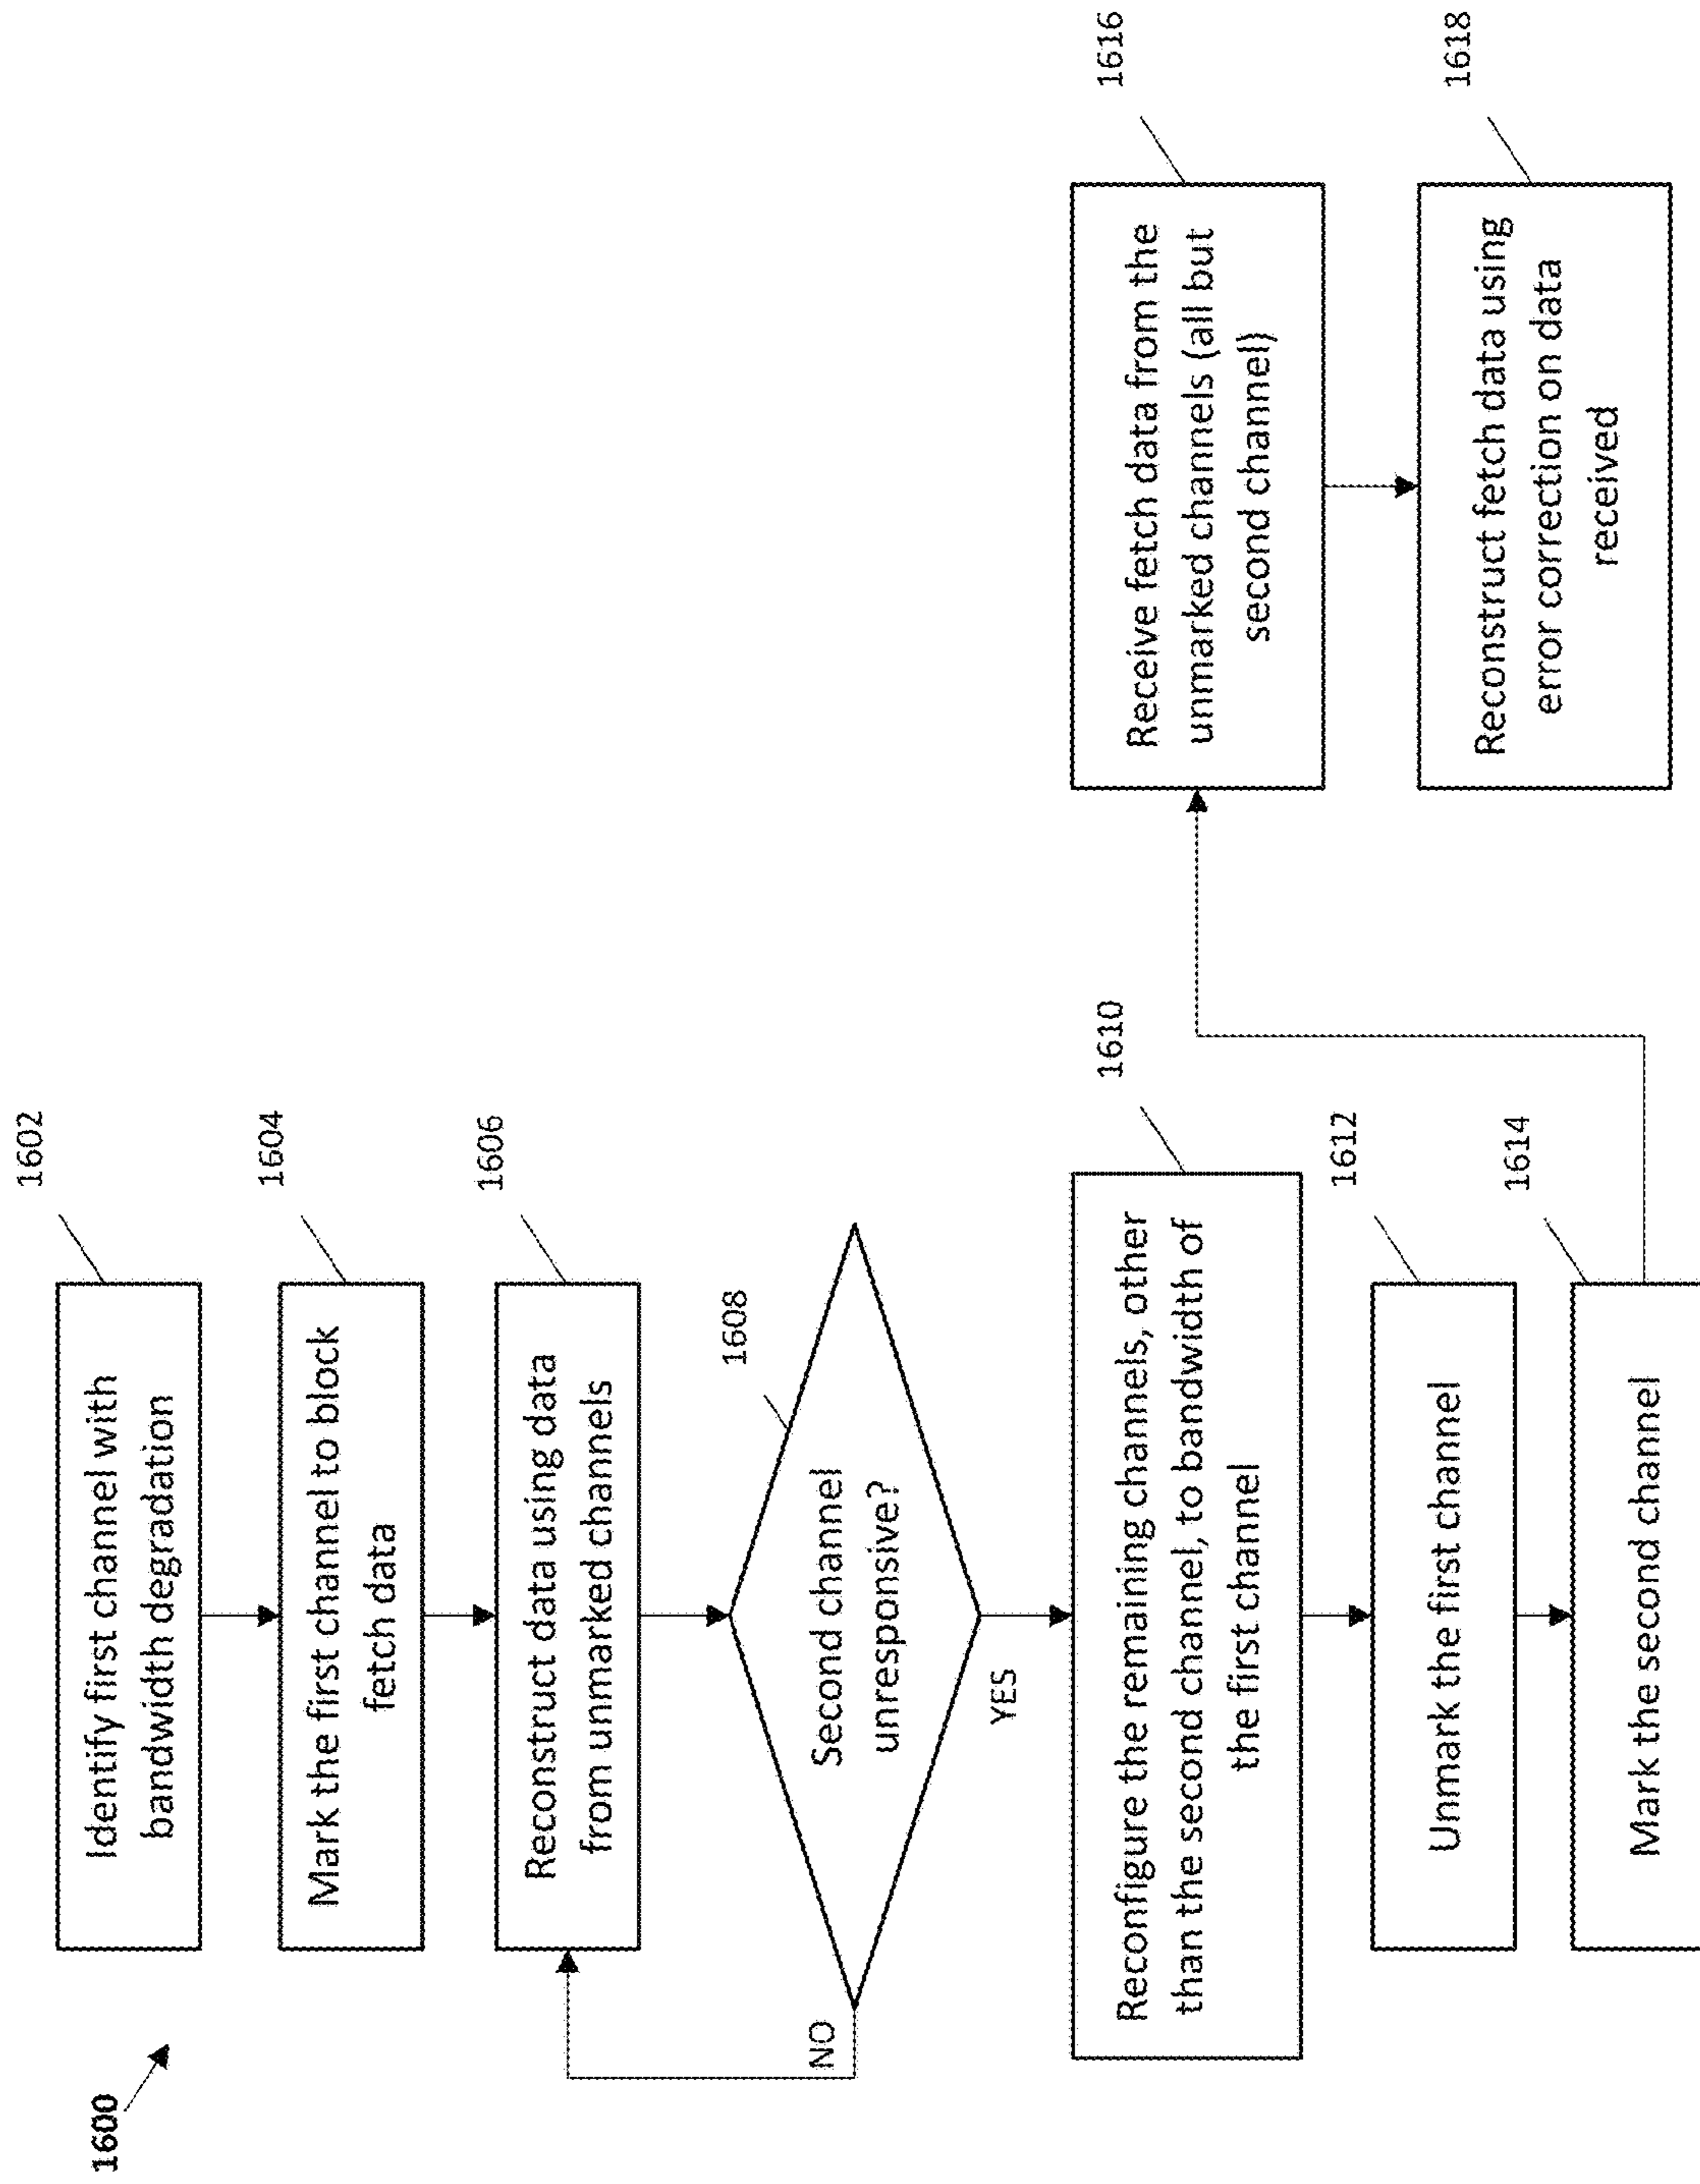 1600
1602
Identify first channel with
bandwidth degradation
1604
Mark the first channel to block
fetch data
1606
Reconstruct data using data
from unmarked channels
1608
Second channel
unresponsive?
NO
YES
1610
Reconfigure the remaining channels, other
than the second channel, to bandwidth of
the first channel
1612
Unmark the first channel
1614
Mark the second channel
1616
Receive fetch data from the
unmarked channels (all but
second channel)
1618
Reconstruct fetch data using
error correction on data
received